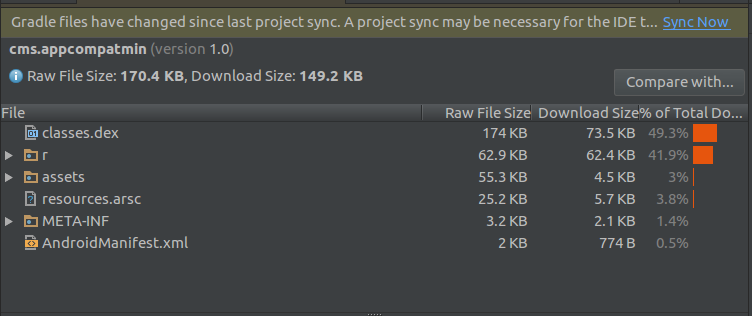 Gradle files have changed since last project sync. A project sync may be necessary for the IDE t... Sync Now
cms.appcompatmin (version 1.0)
Raw File Size: 170.4 KB, Download Size: 149.2 KB
Compare with...
File Raw File Size Download Size % of Total Do...
classes.dex 174 KB 73.5 KB 49.3%
r 62.9 KB 62.4 KB 41.9%
assets 55.3 KB 4.5 KB 3%
resources.arsc 25.2 KB 5.7 KB 3.8%
META-INF 3.2 KB 2.1 KB 1.4%
AndroidManifest.xml 2 KB 774 B 0.5%